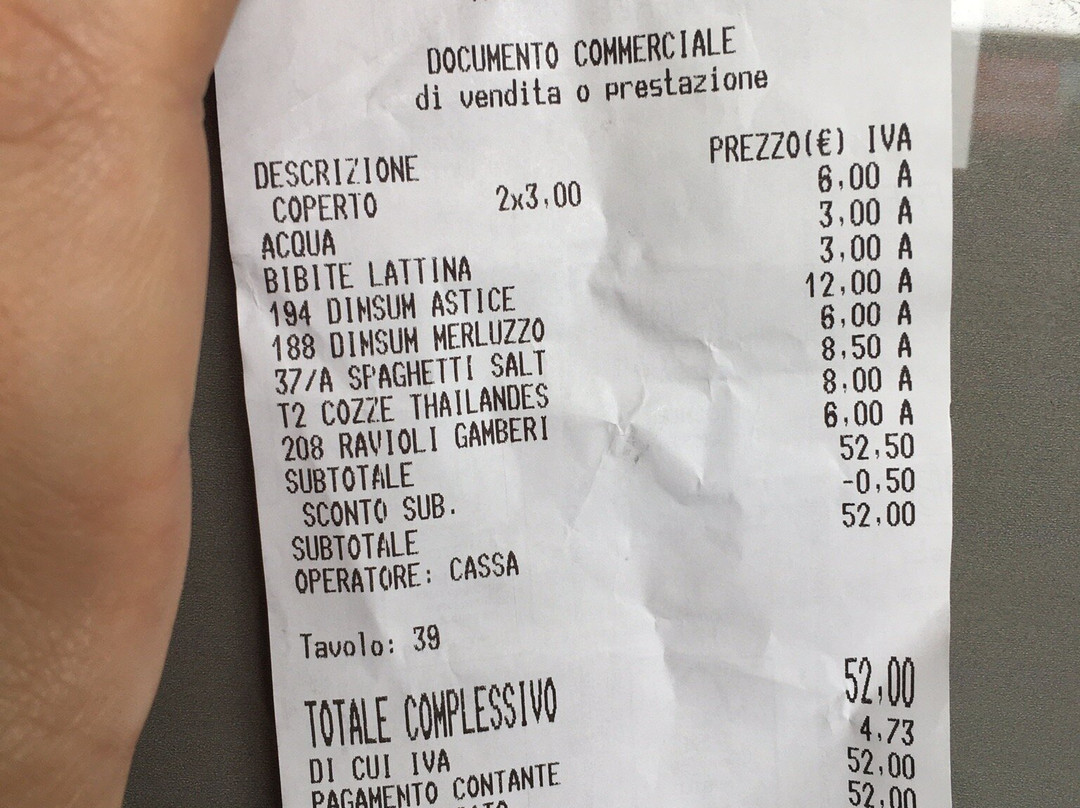 DOCUMENTO COMMERCIALE
di vendita o prestazione
DESCRIZIONE PREZZO(€) IVA
COPERTO 2x3,00 6,00 A
ACQUA 3,00 A
BIBITE LATTINA 3,00 A
194 DIMSUM ASTICE 12,00 A
188 DIMSUM MERLUZZO 6,00 A
37/A SPAGHETTI SALT 8,50 A
T2 COZZE THAILANDES 8,00 A
208 RAVIOLI GAMBERI 6,00 A
SUBTOTALE 52,50
SCONTO SUB. -0,50
SUBTOTALE 52,00
OPERATORE: CASSA
Tavolo: 39
TOTALE COMPLESSIVO 52,00
DI CUI IVA 4,73
PAGAMENTO CONTANTE 52,00
52,00